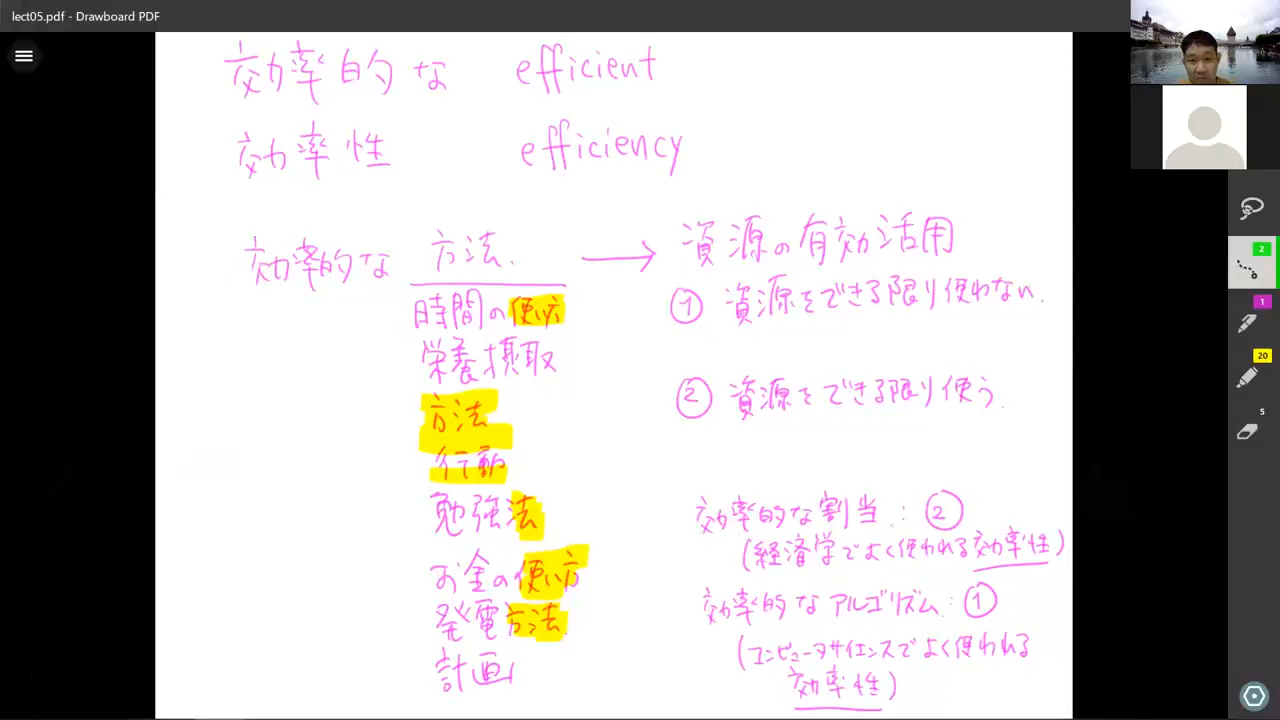 lect05.pdf - Drawboard PDF
効率的な efficient
効率性 efficiency
効率的な 方法. → 資源の有効活用
時間の使い方
栄養摂取
方法
行動
勉強法
お金の使い方
発電方法.
計画
① 資源をできる限り使わない.
② 資源をできる限り使う.
効率的な割当 : ②
(経済学でよく使われる効率性)
効率的なアルゴリズム: ①
(コンピュータサイエンスでよく使われる
効率性)
2
1
20
5